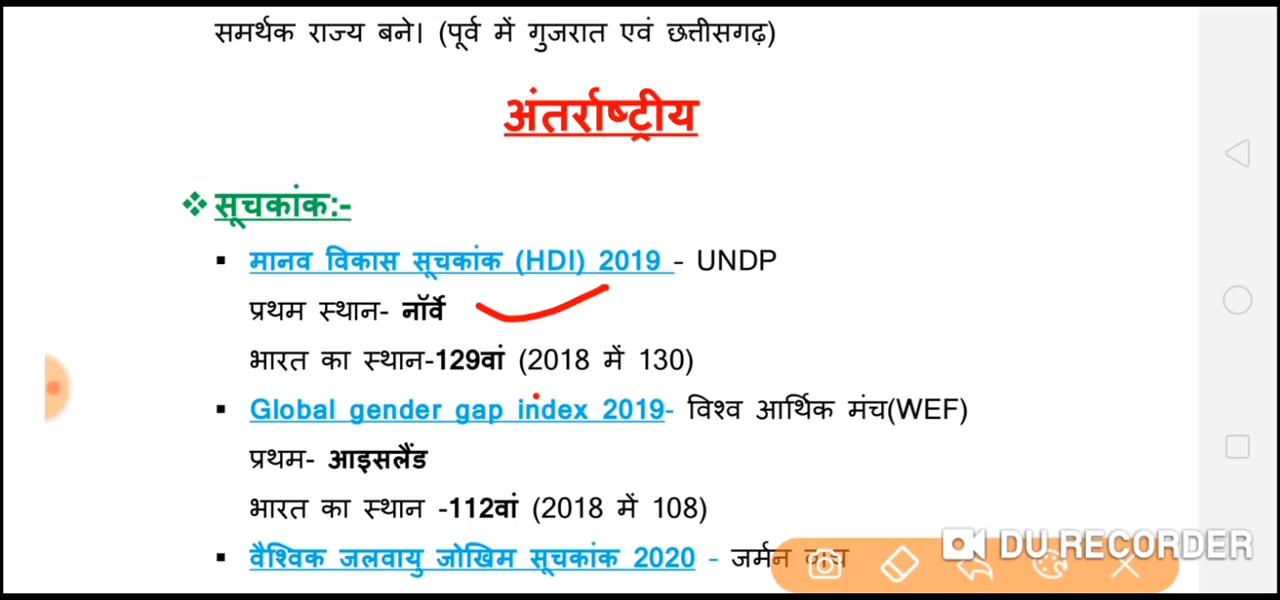 समर्थक राज्य बने। (पूर्व में गुजरात एवं छत्तीसगढ़)
अंतर्राष्ट्रीय
❖ सूचकांक:-
▪ मानव विकास सूचकांक (HDI) 2019 - UNDP
प्रथम स्थान- नॉर्वे
भारत का स्थान-129वां (2018 में 130)
▪ Global gender gap index 2019- विश्व आर्थिक मंच(WEF)
प्रथम- आइसलैंड
भारत का स्थान -112वां (2018 में 108)
▪ वैश्विक जलवायु जोखिम सूचकांक 2020 - जर्मन
DU RECORDER